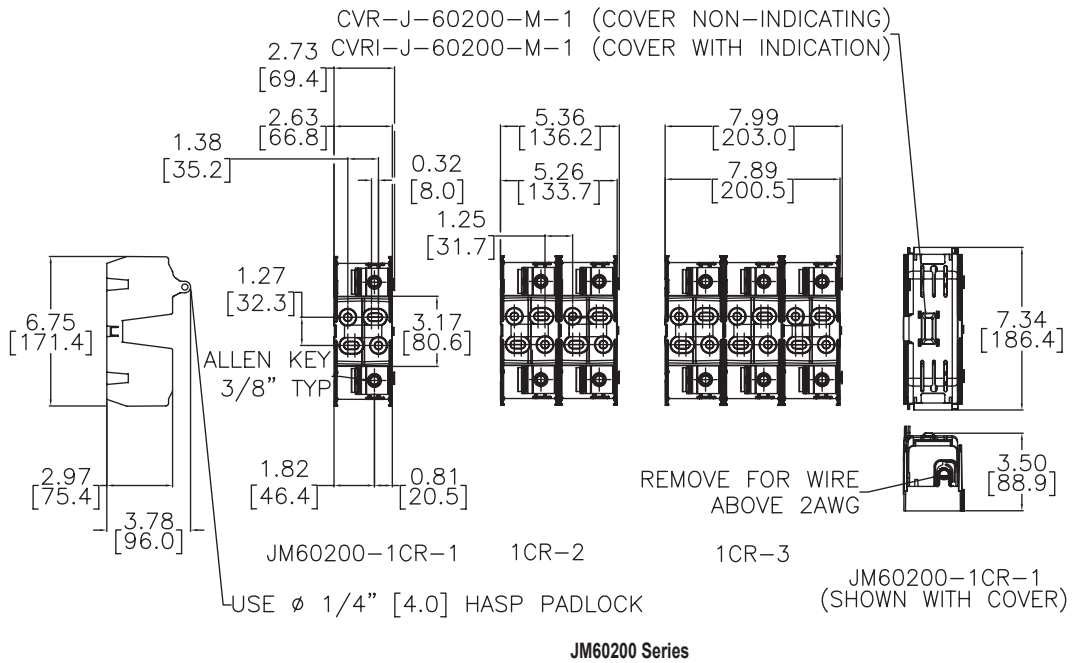 CVR-J-60200-M-1 (COVER NON-INDICATING)
CVRI-J-60200-M-1 (COVER WITH INDICATION)
2.73
[69.4]
2.63
[66.8]
1.38
[35.2]
0.32
[8.0]
5.36
[136.2]
5.26
[133.7]
1.25
[31.7]
7.99
[203.0]
7.89
[200.5]
1.27
[32.3]
6.75
[171.4]
3.17
[80.6]
7.34
[186.4]
ALLEN KEY
3/8” TYP
2.97
[75.4]
3.78
[96.0]
1.82
[46.4]
0.81
[20.5]
REMOVE FOR WIRE
ABOVE 2AWG
3.50
[88.9]
JM60200-1CR-1
1CR-2
1CR-3
JM60200-1CR-1
(SHOWN WITH COVER)
USE ø 1/4” [4.0] HASP PADLOCK
JM60200 Series